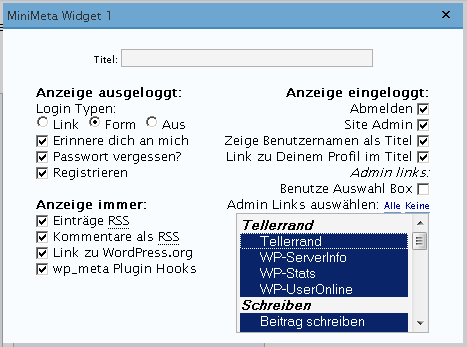 MiniMeta Widget 1
Titel:
Anzeige ausgeloggt:
Login Typen:
Link Form Aus
Erinnere dich an mich
Passwort vergessen?
Registrieren
Anzeige immer:
Einträge RSS
Kommentare als RSS
Link zu WordPress.org
wp_meta Plugin Hooks
Anzeige eingeloggt:
Abmelden
Site Admin
Zeige Benutzernamen als Titel
Link zu Deinem Profil im Titel
Admin links:
Benutze Auswahl Box
Admin Links auswählen: Alle Keine
Tellerrand
Tellerrand
WP-ServerInfo
WP-Stats
WP-UserOnline
Schreiben
Beitrag schreiben